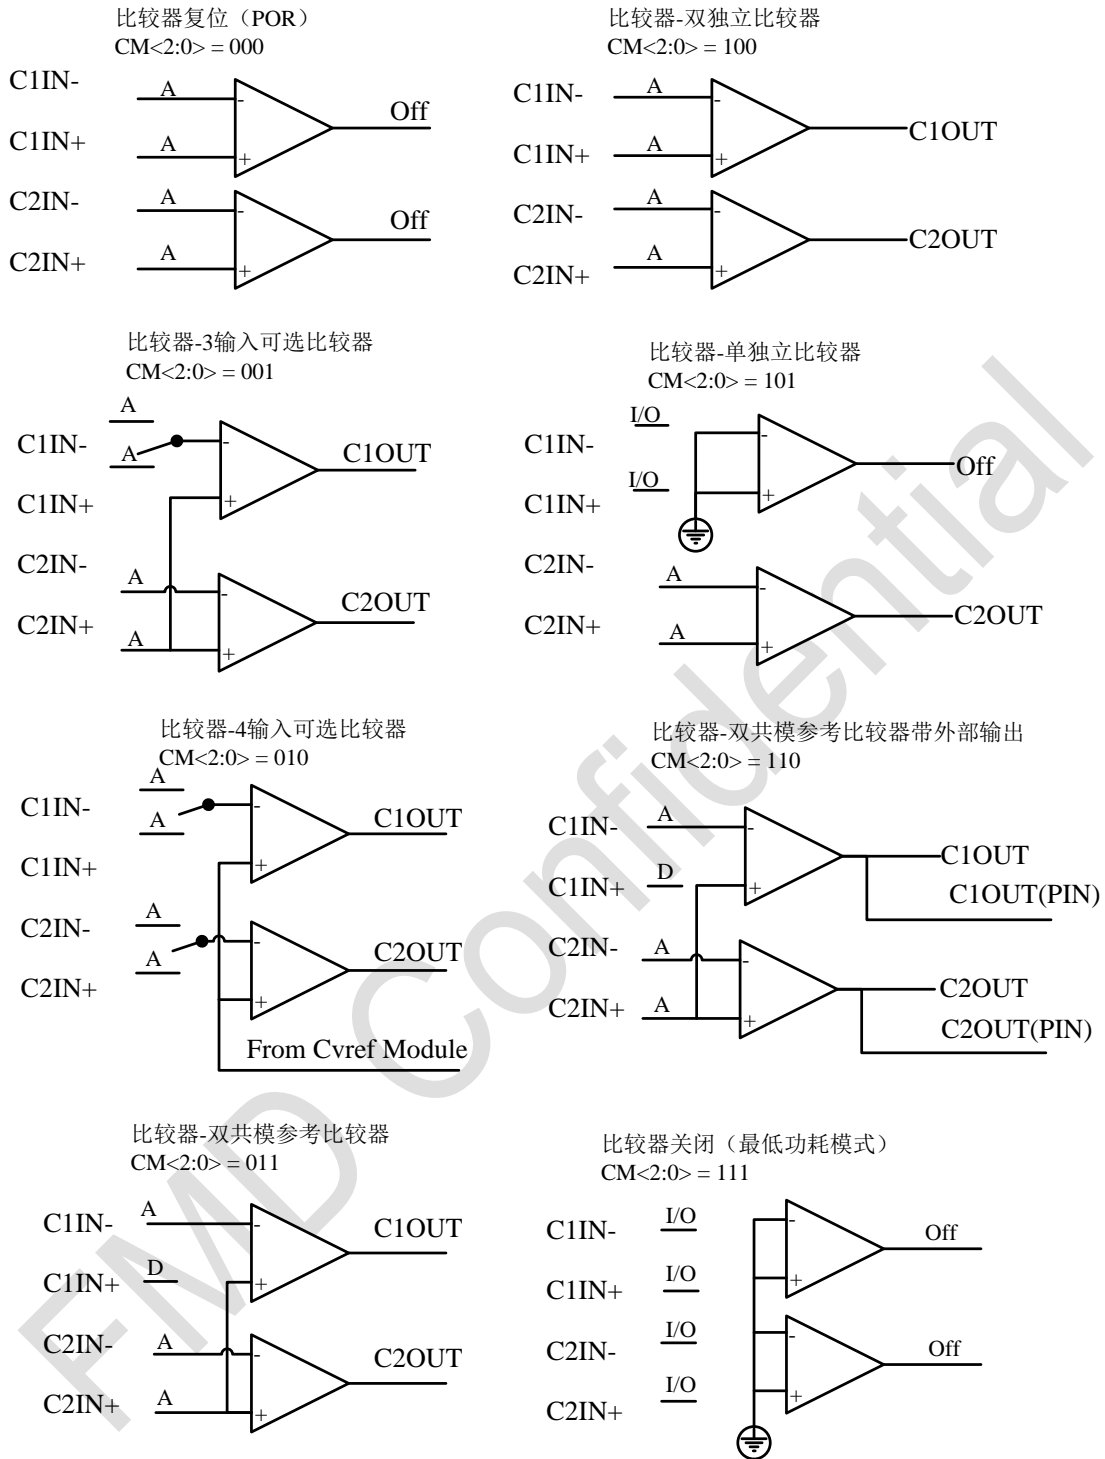 比较器复位（POR）
CM<2:0> = 000
C1IN-
A
-
Off
C1IN+
A
+
C2IN-
A
-
Off
C2IN+
A
+
比较器-双独立比较器
CM<2:0> = 100
C1IN-
A
-
C1OUT
C1IN+
A
+
C2IN-
A
-
C2OUT
C2IN+
A
+
比较器-3输入可选比较器
CM<2:0> = 001
A
C1IN-
A
-
C1OUT
C1IN+
+
C2IN-
A
-
C2OUT
C2IN+
A
+
比较器-单独立比较器
CM<2:0> = 101
I/O
C1IN-
-
Off
I/O
C1IN+
+
C2IN-
A
-
C2OUT
C2IN+
A
+
比较器-4输入可选比较器
CM<2:0> = 010
A
C1IN-
A
-
C1OUT
C1IN+
+
A
C2IN-
A
-
C2OUT
C2IN+
+
From Cvref Module
比较器-双共模参考比较器带外部输出
CM<2:0> = 110
C1IN-
A
-
C1OUT
C1IN+
D
+
C1OUT(PIN)
C2IN-
A
-
C2OUT
C2IN+
A
+
C2OUT(PIN)
比较器-双共模参考比较器
CM<2:0> = 011
C1IN-
A
-
C1OUT
C1IN+
D
+
C2IN-
A
-
C2OUT
C2IN+
A
+
比较器关闭（最低功耗模式）
CM<2:0> = 111
C1IN-
I/O
-
Off
C1IN+
I/O
+
C2IN-
I/O
-
Off
C2IN+
I/O
+
FMD Confidential